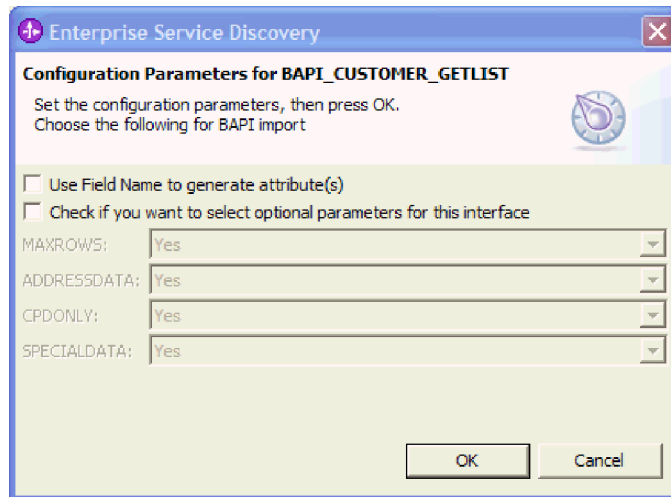 Enterprise Service Discovery
Configuration Parameters for BAPI_CUSTOMER_GETLIST
Set the configuration parameters, then press OK.
Choose the following for BAPI import
Use Field Name to generate attribute(s)
Check if you want to select optional parameters for this interface
MAXROWS: Yes
ADDRESSDATA: Yes
CPDONLY: Yes
SPECIALDATA: Yes
OK Cancel